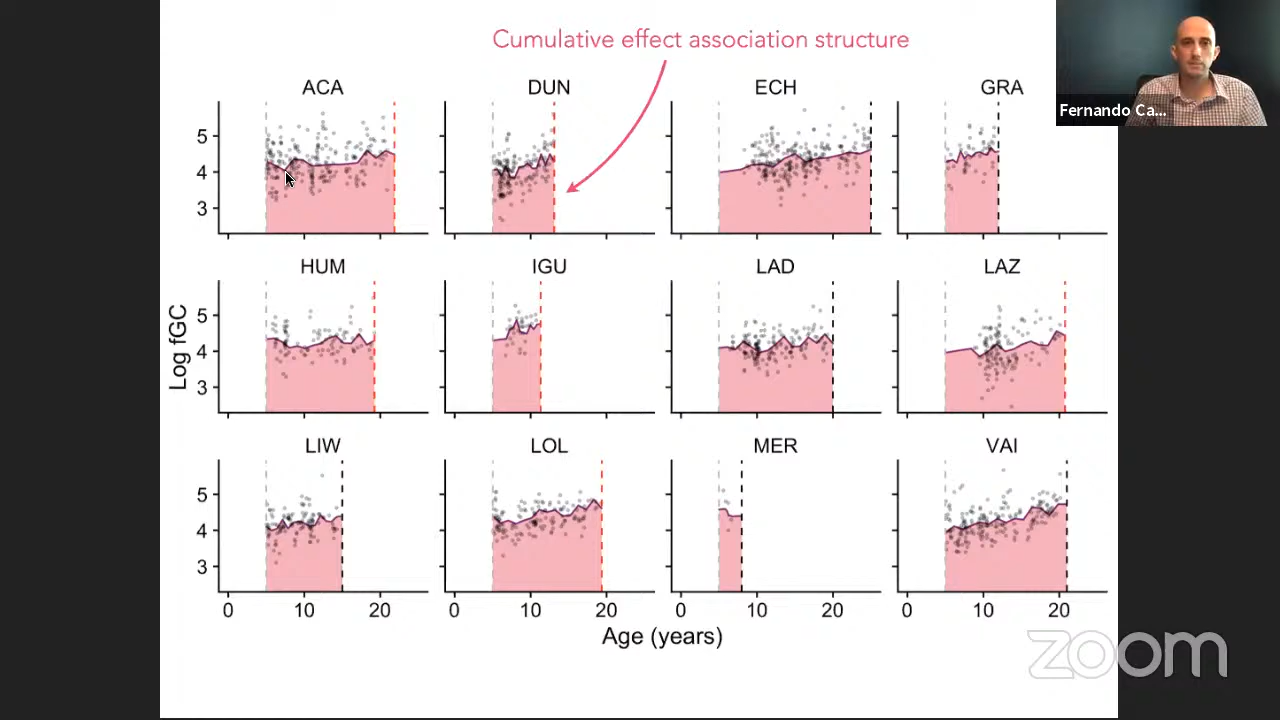 Cumulative effect association structure
Fernando Ca...
ACA DUN ECH GRA
5
4
3
HUM IGU LAD LAZ
5
4
3
Log fGC
LIW LOL MER VAI
5
4
3
0 10 20 0 10 20 0 10 20 0 10 20
Age (years)
zoom